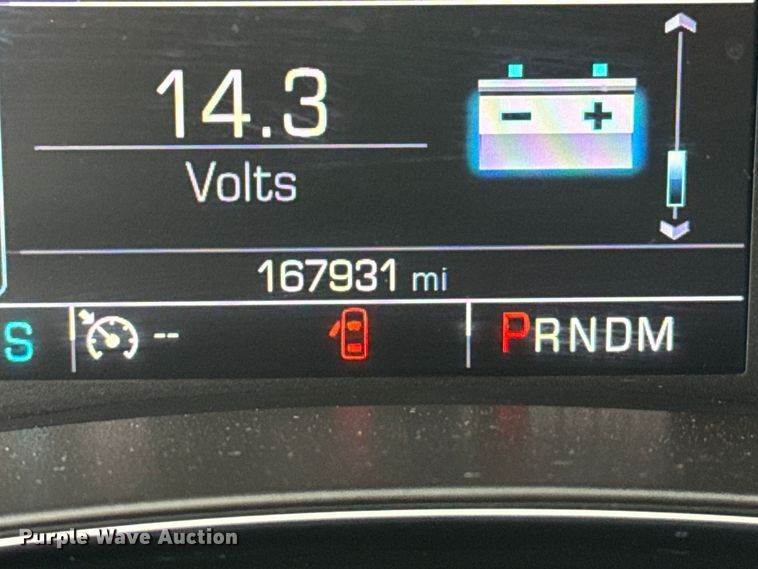 14.3
Volts
167931 mi
S -- PRNDM
Purple Wave Auction